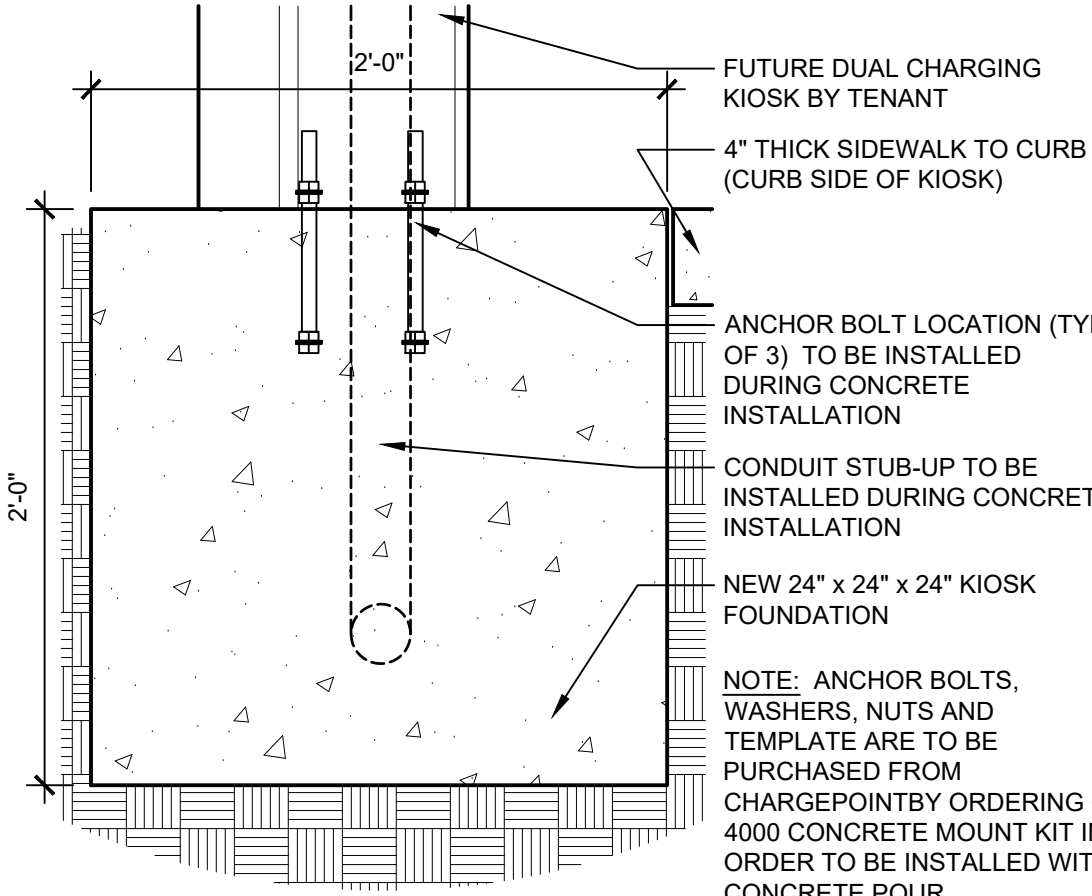 2'-0"
FUTURE DUAL CHARGING
KIOSK BY TENANT
4" THICK SIDEWALK TO CURB
(CURB SIDE OF KIOSK)
ANCHOR BOLT LOCATION (TY
OF 3) TO BE INSTALLED
DURING CONCRETE
INSTALLATION
CONDUIT STUB-UP TO BE
INSTALLED DURING CONCRET
INSTALLATION
2'-0"
NEW 24" x 24" x 24" KIOSK
FOUNDATION
NOTE: ANCHOR BOLTS,
WASHERS, NUTS AND
TEMPLATE ARE TO BE
PURCHASED FROM
CHARGEPOINTBY ORDERING
4000 CONCRETE MOUNT KIT I
ORDER TO BE INSTALLED WIT
CONCRETE POUR